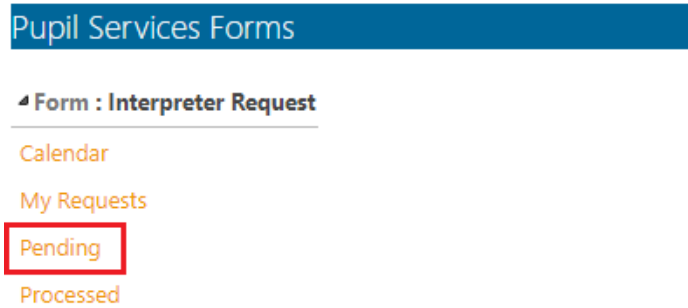 Pupil Services Forms
Form : Interpreter Request
Calendar
My Requests
Pending
Processed